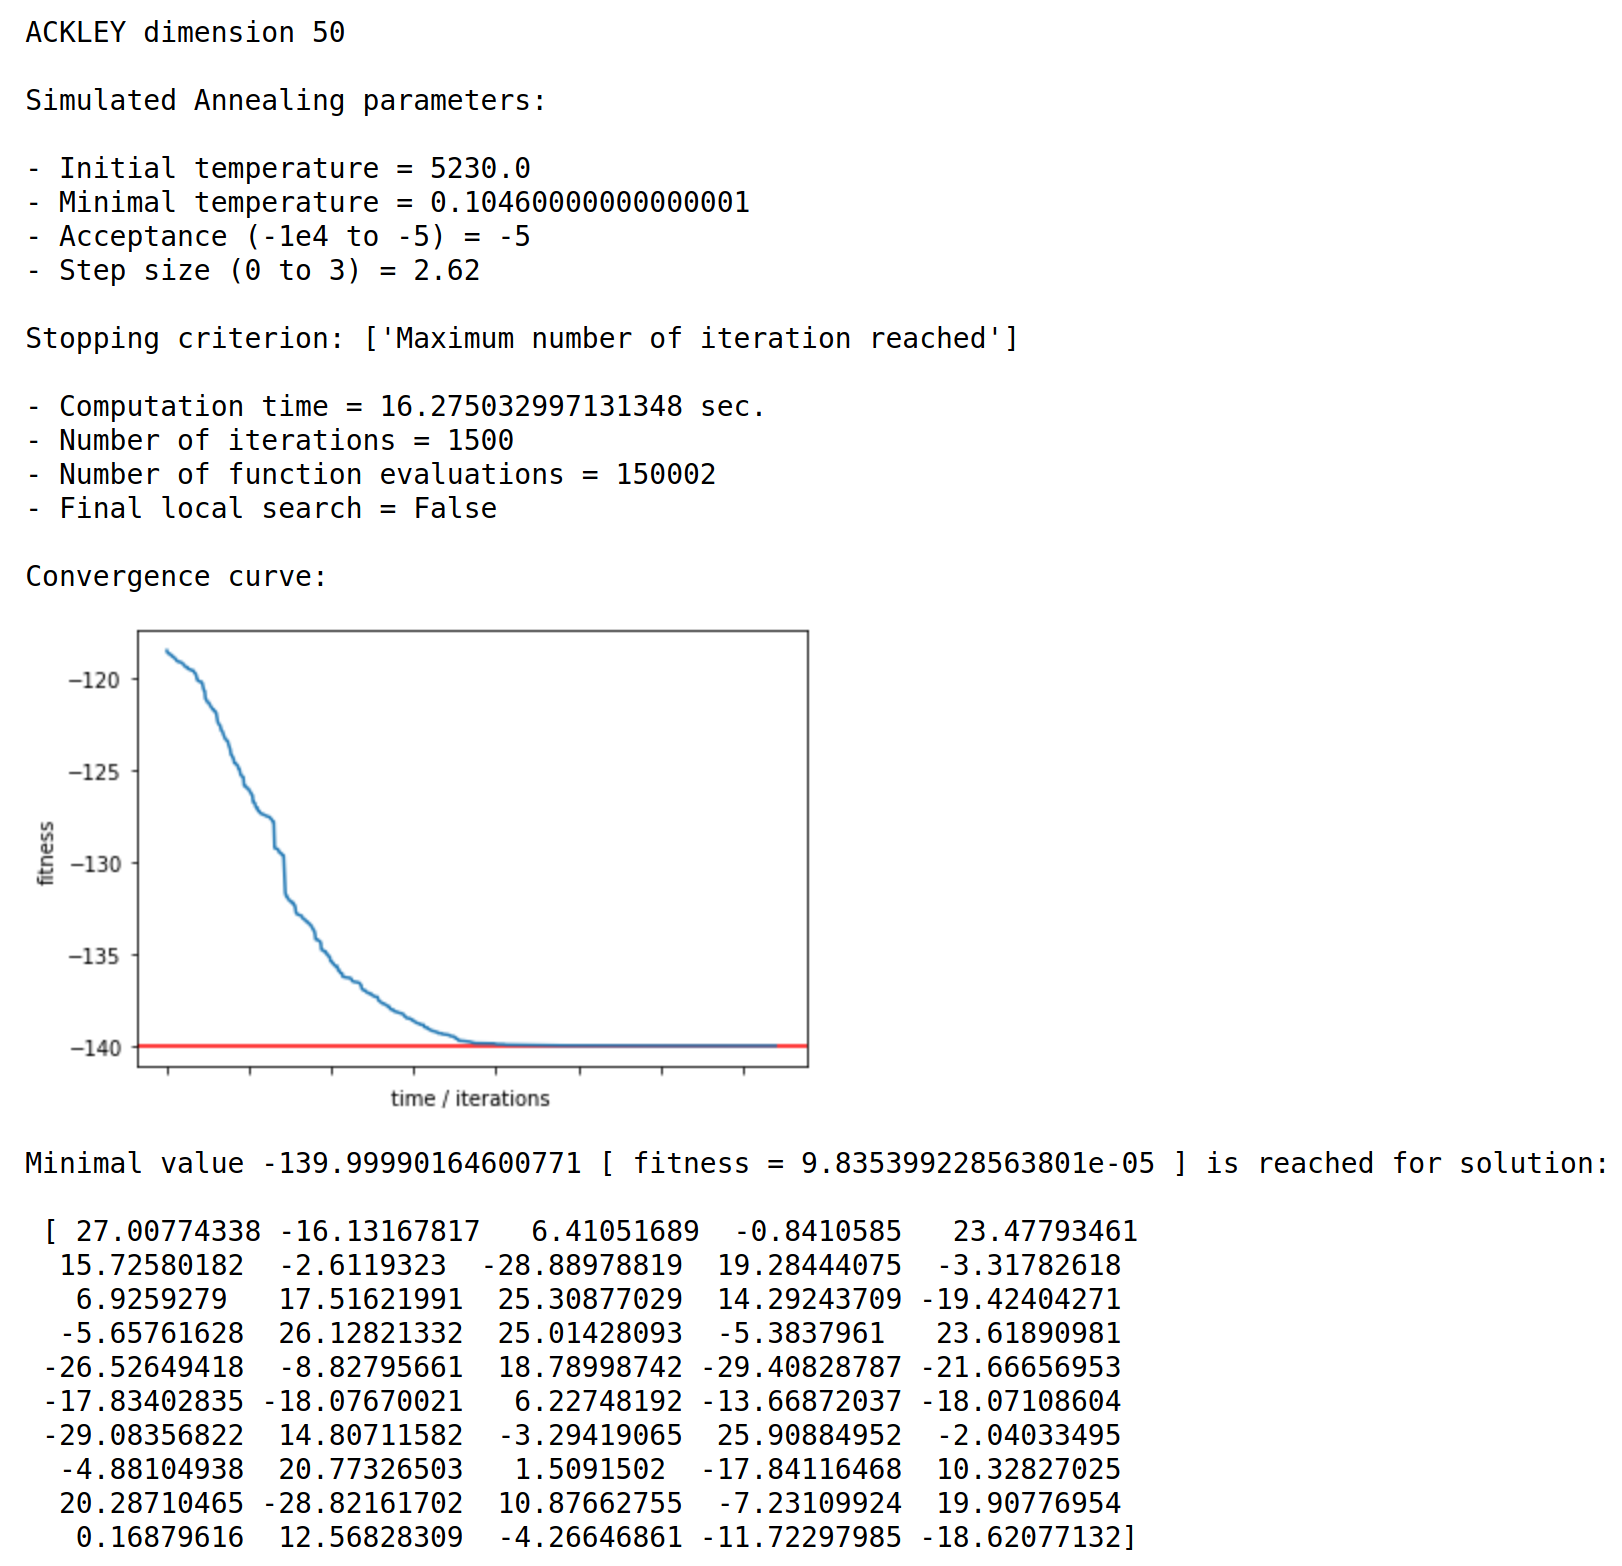 ACKLEY dimension 50
Simulated Annealing parameters:
- Initial temperature = 5230.0
- Minimal temperature = 0.10460000000000001
- Acceptance (-1e4 to -5) = -5
- Step size (0 to 3) = 2.62
Stopping criterion: ['Maximum number of iteration reached']
- Computation time = 16.275032997131348 sec.
- Number of iterations = 1500
- Number of function evaluations = 150002
- Final local search = False
Convergence curve:
−120
−125
−130
−135
−140
fitness
time / iterations
Minimal value -139.99990164600771 [ fitness = 9.835399228563801e-05 ] is reached for solution:
[ 27.00774338 -16.13167817   6.41051689  -0.8410585   23.47793461
15.72580182  -2.6119323  -28.88978819  19.28444075  -3.31782618
6.9259279   17.51621991  25.30877029  14.29243709 -19.42404271
-5.65761628  26.12821332  25.01428093  -5.3837961   23.61890981
-26.52649418  -8.82795661  18.78998742 -29.40828787 -21.66656953
-17.83402835 -18.07670021   6.22748192 -13.66872037 -18.07108604
-29.08356822  14.80711582  -3.29419065  25.90884952  -2.04033495
-4.88104938  20.77326503   1.5091502  -17.84116468  10.32827025
20.28710465 -28.82161702  10.87662755  -7.23109924  19.90776954
0.16879616  12.56828309  -4.26646861 -11.72297985 -18.62077132]